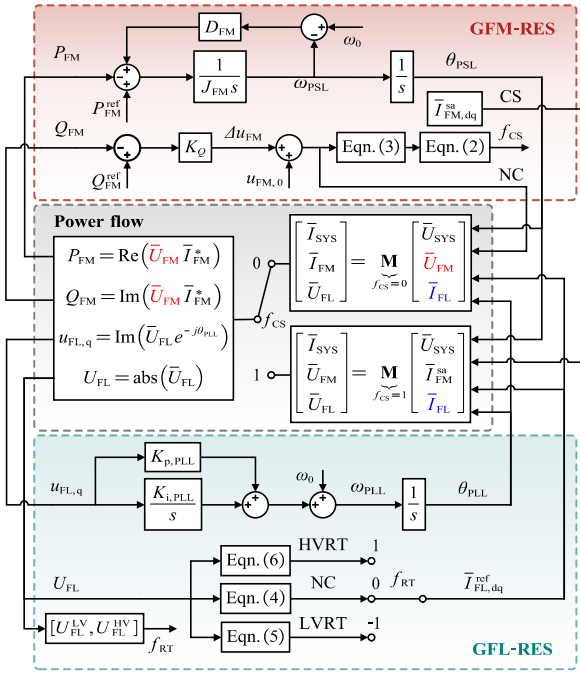 GFM-RES
D_FM
ω_0
P_FM
1/(J_FM s)
ω_PSL
1/s
θ_PSL
P_FM^ref
Ī_FM,dq^sa
CS
Q_FM
K_Q
Δu_FM
Eqn.(3)
Eqn.(2)
f_CS
Q_FM^ref
u_FM,0
NC
Power flow
P_FM = Re(Ū_FM Ī_FM^*)
Q_FM = Im(Ū_FM Ī_FM^*)
u_FL,q = Im(Ū_FL e^{-jθ_PLL})
U_FL = abs(Ū_FL)
0
f_CS
1
[Ī_SYS Ī_FM Ū_FL] = M (f_CS=0) [Ū_SYS Ū_FM Ī_FL]
[Ī_SYS Ū_FM Ū_FL] = M (f_CS=1) [Ū_SYS Ī_FM^sa Ī_FL]
K_p,PLL
u_FL,q
K_i,PLL/s
ω_0
ω_PLL
1/s
θ_PLL
Eqn.(6)
HVRT
1
U_FL
Eqn.(4)
NC
0
f_RT
Ī_FL,dq^ref
[U_FL^LV, U_FL^HV]
f_RT
Eqn.(5)
LVRT
-1
GFL-RES